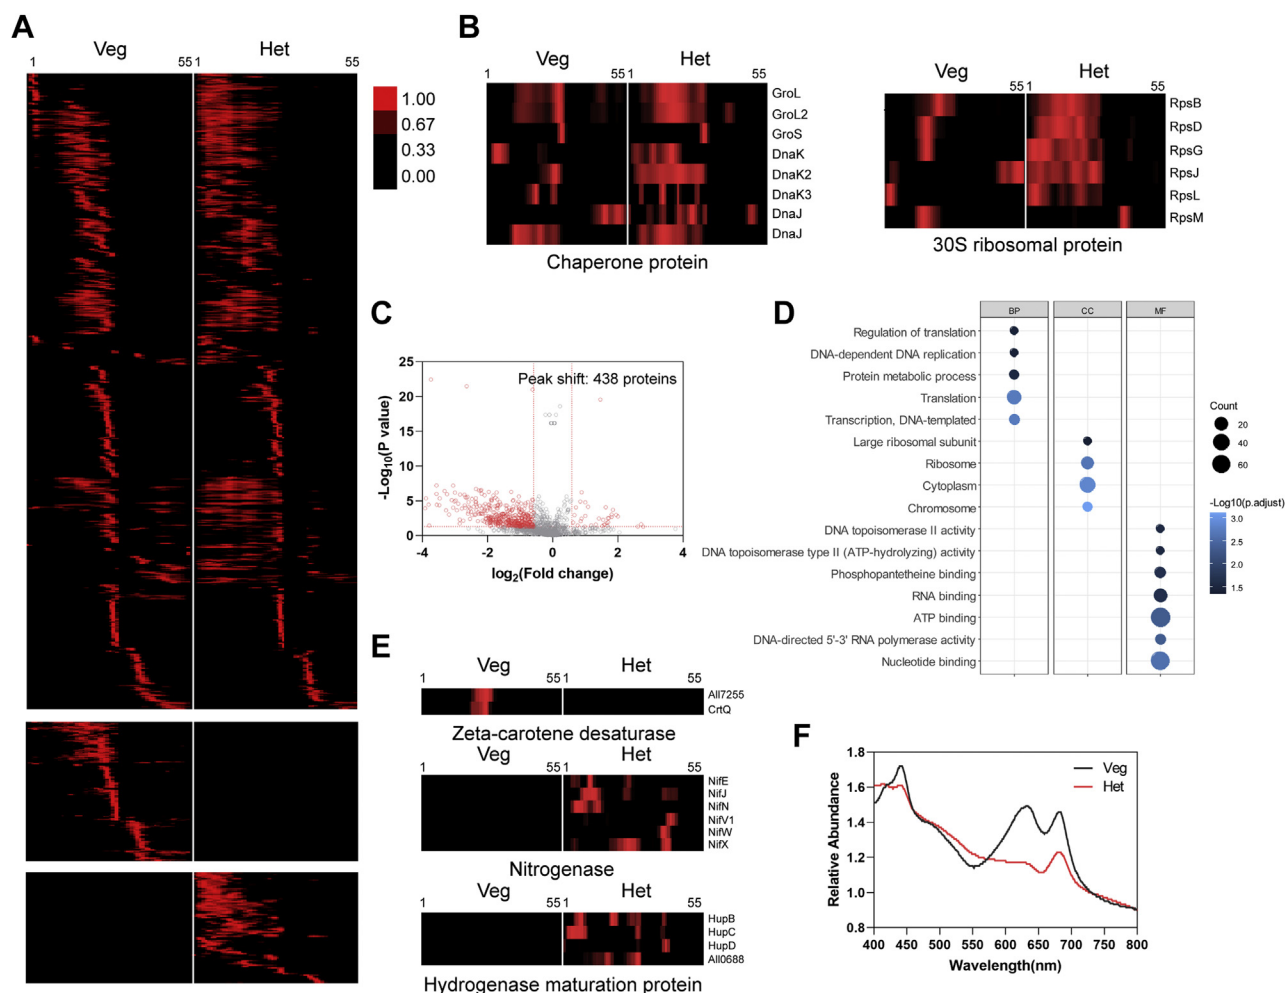 A
Veg Het
1 55 1 55
1.00
0.67
0.33
0.00
B
Veg Het
1 55 1 55
GroL
GroL2
GroS
DnaK
DnaK2
DnaK3
DnaJ
DnaJ
Chaperone protein
Veg Het
1 55 1 55
RpsB
RpsD
RpsG
RpsJ
RpsL
RpsM
30S ribosomal protein
C
Peak shift: 438 proteins
-Log10(P value)
25
20
15
10
5
0
-4 -2 0 2 4
log2(Fold change)
D
BP CC MF
Regulation of translation
DNA-dependent DNA replication
Protein metabolic process
Translation
Transcription, DNA-templated
Large ribosomal subunit
Ribosome
Cytoplasm
Chromosome
DNA topoisomerase II activity
DNA topoisomerase type II (ATP-hydrolyzing) activity
Phosphopantetheine binding
RNA binding
ATP binding
DNA-directed 5'-3' RNA polymerase activity
Nucleotide binding
Count
20
40
60
-Log10(p.adjust)
3.0
2.5
2.0
1.5
E
Veg Het
1 55 1 55
All7255
CrtQ
Zeta-carotene desaturase
Veg Het
1 55 1 55
NifE
NifJ
NifN
NifV1
NifW
NifX
Nitrogenase
Veg Het
1 55 1 55
HupB
HupC
HupD
All0688
Hydrogenase maturation protein
F
Relative Abundance
1.8
1.6
1.4
1.2
1.0
0.8
Veg
Het
400 450 500 550 600 650 700 750 800
Wavelength(nm)